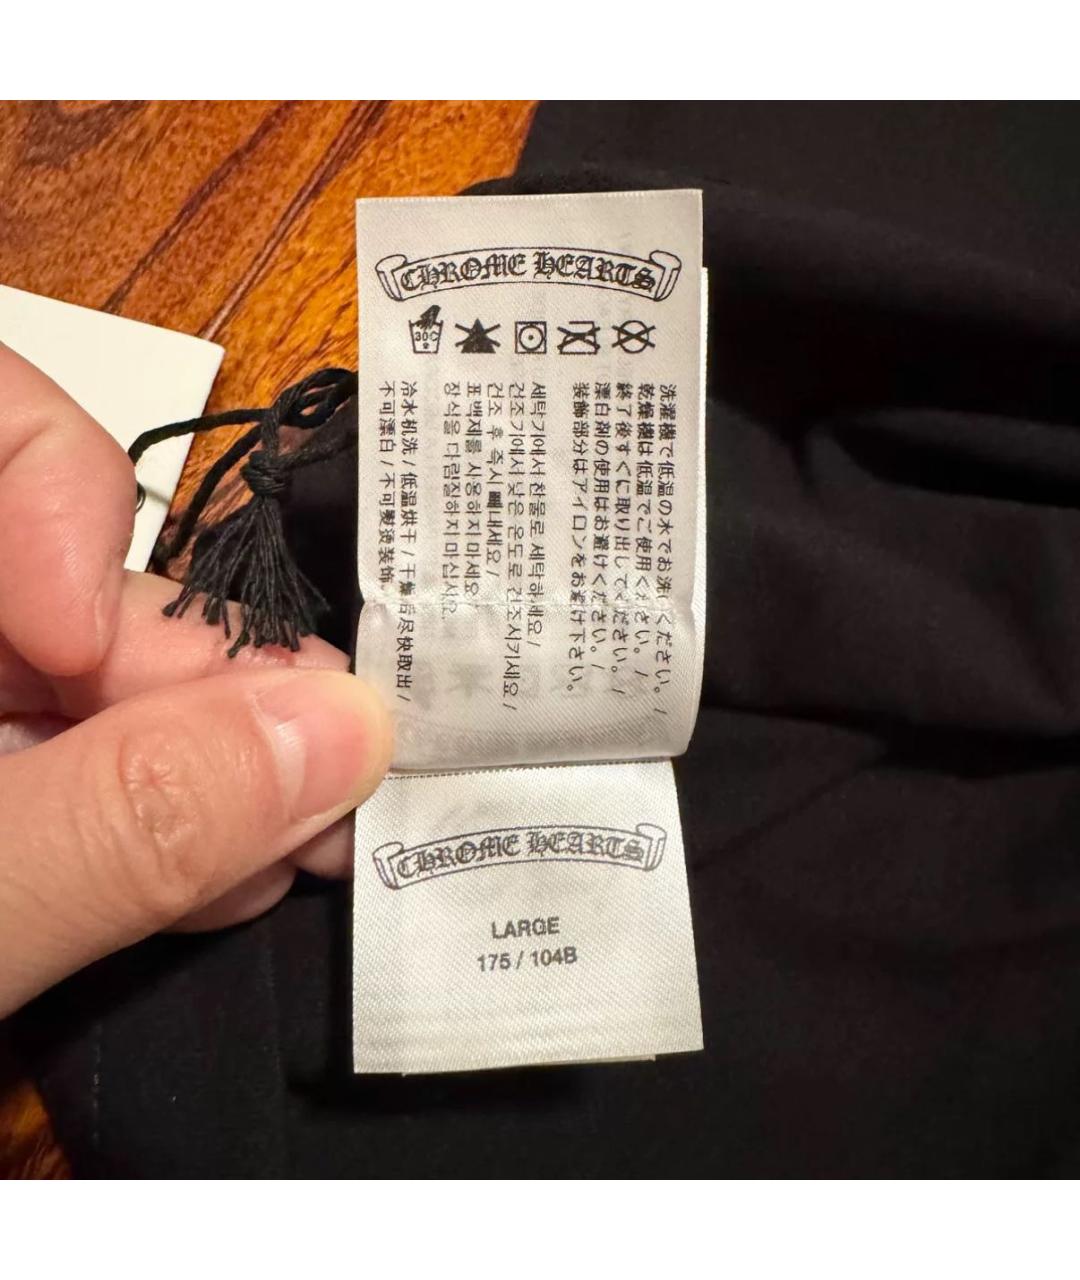 CHROME HEARTS
30C
洗濯機で低温の水でお洗いください。/
乾燥機は低温でご使用ください。/
終了後すぐに取り出してください。/
漂白剤の使用はお避けください。/
装飾部分はアイロンをお避け下さい。
세탁기에서 찬물로 세탁하세요/
건조기에서 낮은 온도로 건조시키세요/
건조 후 즉시 빼내세요/
표백제를 사용하지 마세요/
장식을 다림질하지 마십시오.
冷水机洗/低温烘干/干燥后尽快取出/
不可漂白/不可熨烫装饰。
CHROME HEARTS
LARGE
175 / 104B